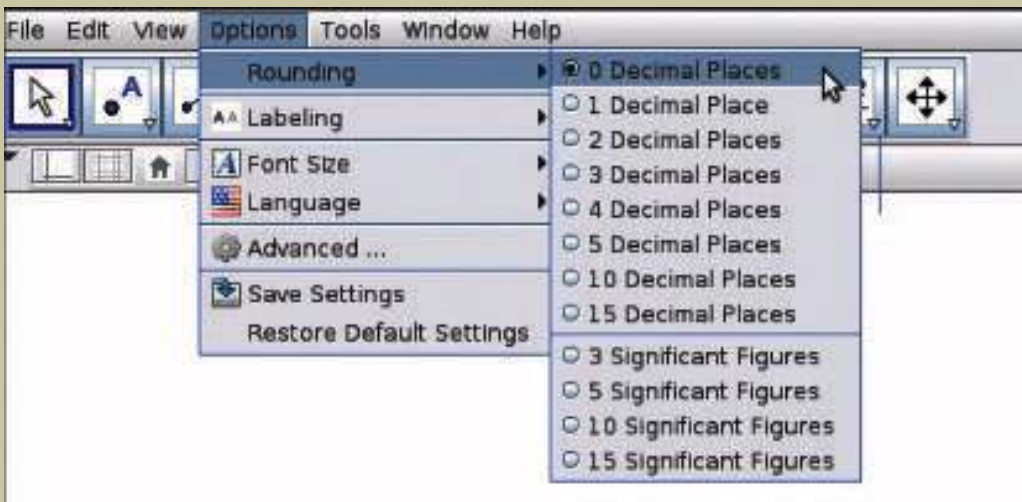 File Edit View Options Tools Window Help
Rounding
0 Decimal Places
A
1 Decimal Place
AA Labeling
2 Decimal Places
A Font Size
3 Decimal Places
Language
4 Decimal Places
Advanced ...
5 Decimal Places
Save Settings
10 Decimal Places
Restore Default Settings
15 Decimal Places
3 Significant Figures
5 Significant Figures
10 Significant Figures
15 Significant Figures